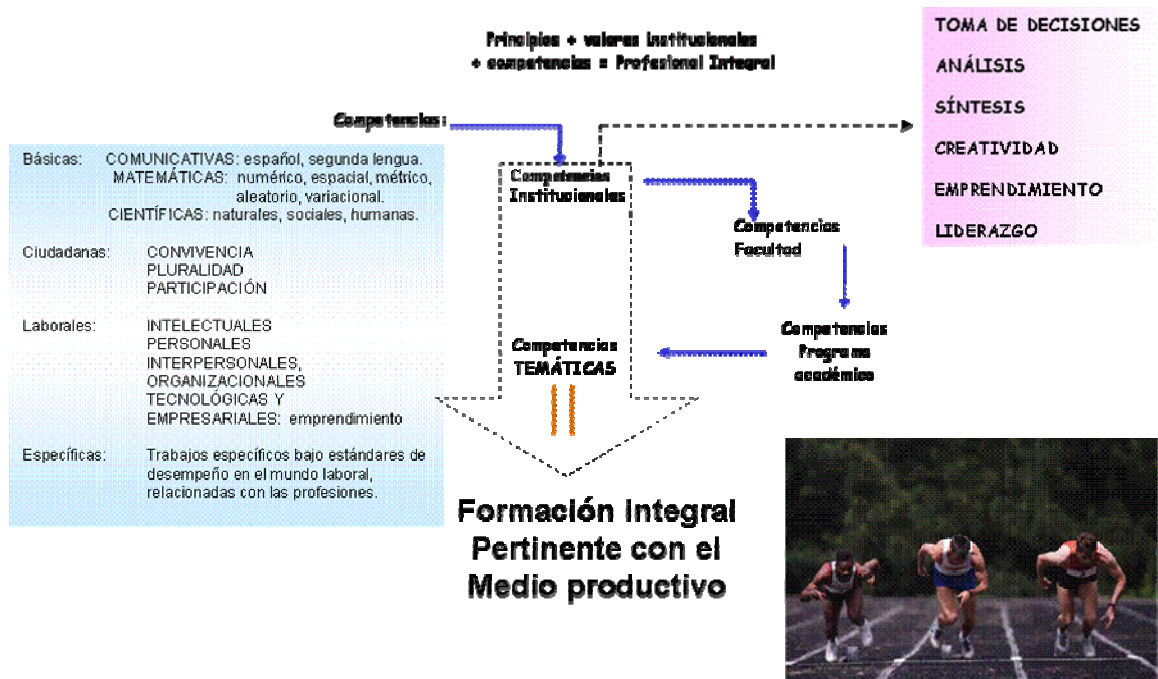 Principios + valores Institucionales
+ competencias = Profesional Integral
TOMA DE DECISIONES
ANÁLISIS
SÍNTESIS
CREATIVIDAD
EMPRENDIMIENTO
LIDERAZGO
Competencias:
Básicas: COMUNICATIVAS: español, segunda lengua.
MATEMÁTICAS: numérico, espacial, métrico,
aleatorio, variacional.
CIENTÍFICAS: naturales, sociales, humanas.
Ciudadanas: CONVIVENCIA
PLURALIDAD
PARTICIPACIÓN
Laborales: INTELECTUALES
PERSONALES
INTERPERSONALES,
ORGANIZACIONALES
TECNOLÓGICAS Y
EMPRESARIALES: emprendimiento
Específicas: Trabajos específicos bajo estándares de
desempeño en el mundo laboral,
relacionadas con las profesiones.
Competencias
Institucionales
Competencias
Facultad
Competencias
Programa
académico
Competencias
TEMÁTICAS
Formación Integral
Pertinente con el
Medio productivo